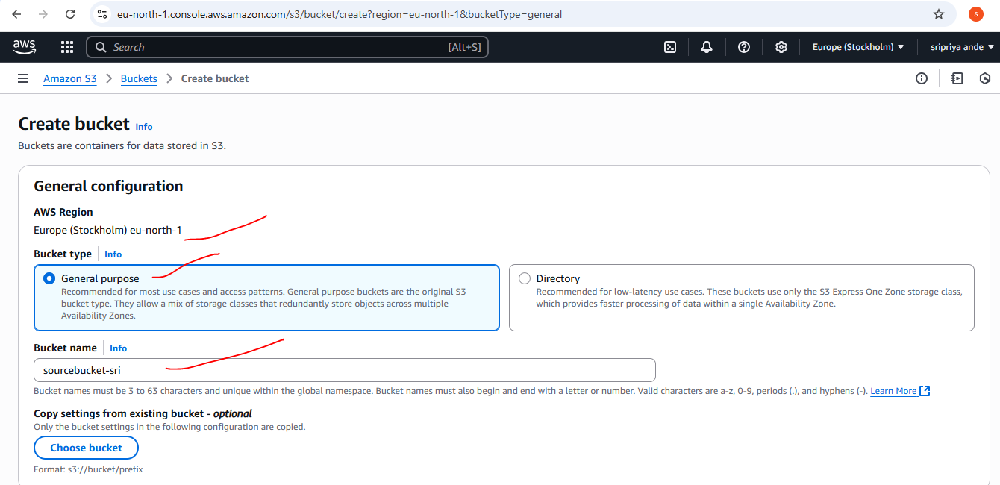 eu-north-1.console.aws.amazon.com/s3/bucket/create?region=eu-north-1&bucketType=general
S
aws
Search
[Alt+S]
Europe (Stockholm)
sripriya ande
Amazon S3 > Buckets > Create bucket
Create bucket Info
Buckets are containers for data stored in S3.
General configuration
AWS Region
Europe (Stockholm) eu-north-1
Bucket type Info
General purpose
Recommended for most use cases and access patterns. General purpose buckets are the original S3
bucket type. They allow a mix of storage classes that redundantly store objects across multiple
Availability Zones.
Directory
Recommended for low-latency use cases. These buckets use only the S3 Express One Zone storage class,
which provides faster processing of data within a single Availability Zone.
Bucket name Info
sourcebucket-sri
Bucket names must be 3 to 63 characters and unique within the global namespace. Bucket names must also begin and end with a letter or number. Valid characters are a-z, 0-9, periods (.), and hyphens (-). Learn More
Copy settings from existing bucket - optional
Only the bucket settings in the following configuration are copied.
Choose bucket
Format: s3://bucket/prefix